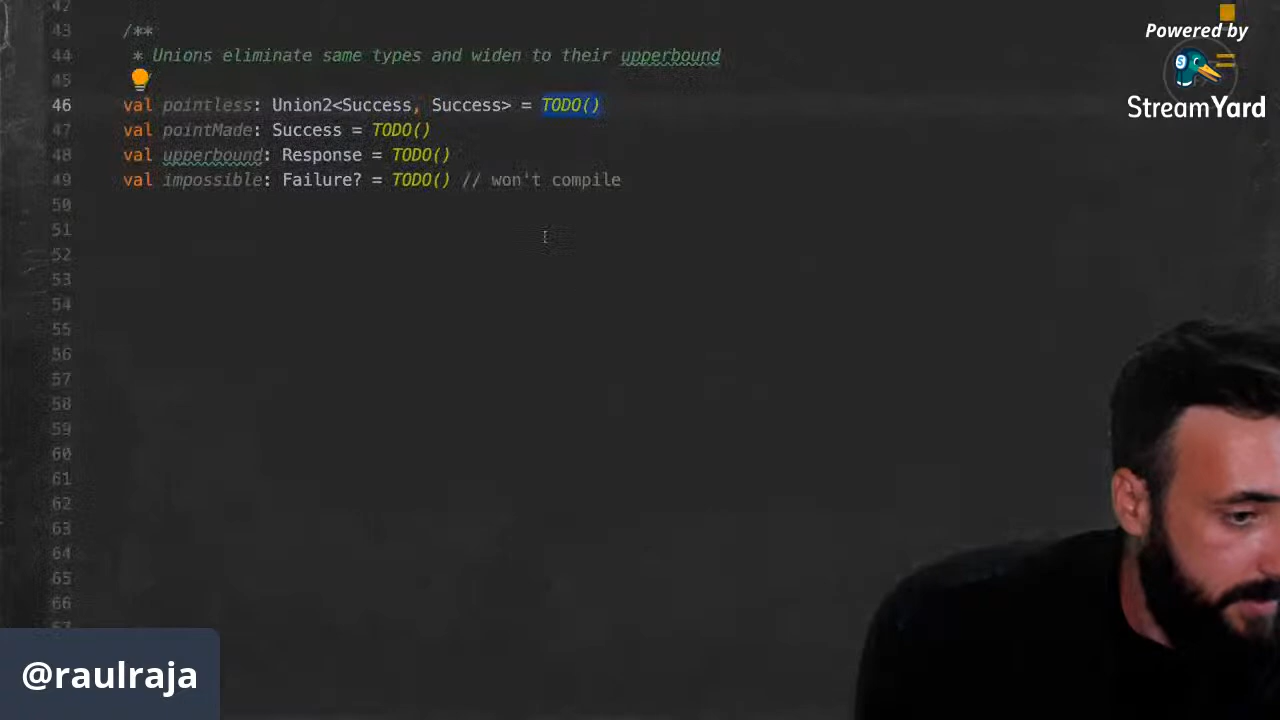 42
43 /**
44 * Unions eliminate same types and widen to their upperbound
45
46 val pointless: Union2<Success, Success> = TODO()
47 val pointMade: Success = TODO()
48 val upperbound: Response = TODO()
49 val impossible: Failure? = TODO() // won't compile
50
51
52
53
54
55
56
57
58
59
60
61
62
63
64
65
66
Powered by
StreamYard
@raulraja